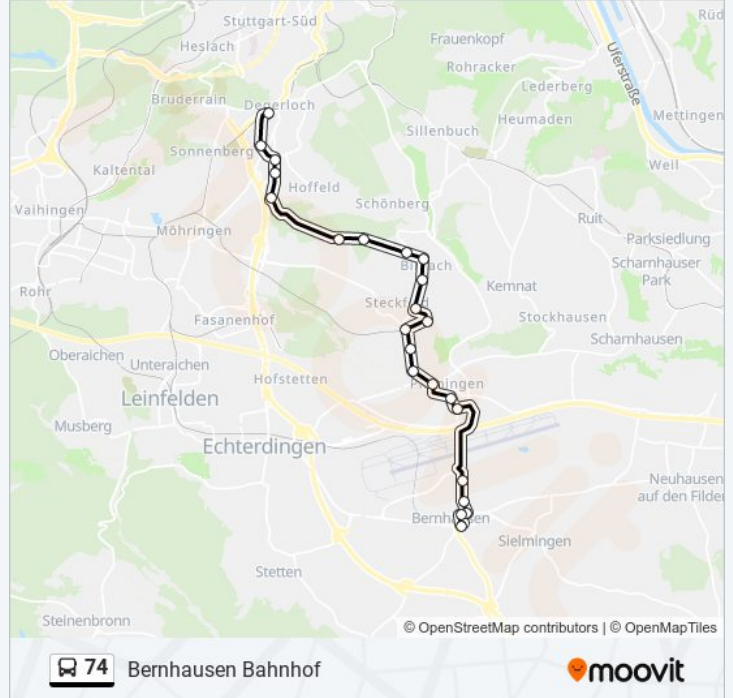 Stuttgart-Süd
Rüd
Heslach
Frauenkopf
Rohracker
Uferstraße
Lederberg
Bruderrain
Degerloch
Heumaden
Mettingen
Sillenbuch
Sonnenberg
Kaltental
Weil
Hoffeld
Schönberg
Vaihingen
Ruit
Möhringen
Parksiedlung
Birkach
Scharnhauser
Park
Kemnat
Rohr
Steckfeld
Stockhausen
Fasanenhof
Scharnhausen
Oberaichen
Unteraichen
Hofstetten
Plieningen
Leinfelden
Musberg
Echterdingen
Neuhausen
auf den Filder
Bernhausen
Sielmingen
Stetten
Steinenbronn
© OpenStreetMap contributors | © OpenMapTiles
74 Bernhausen Bahnhof
moovit